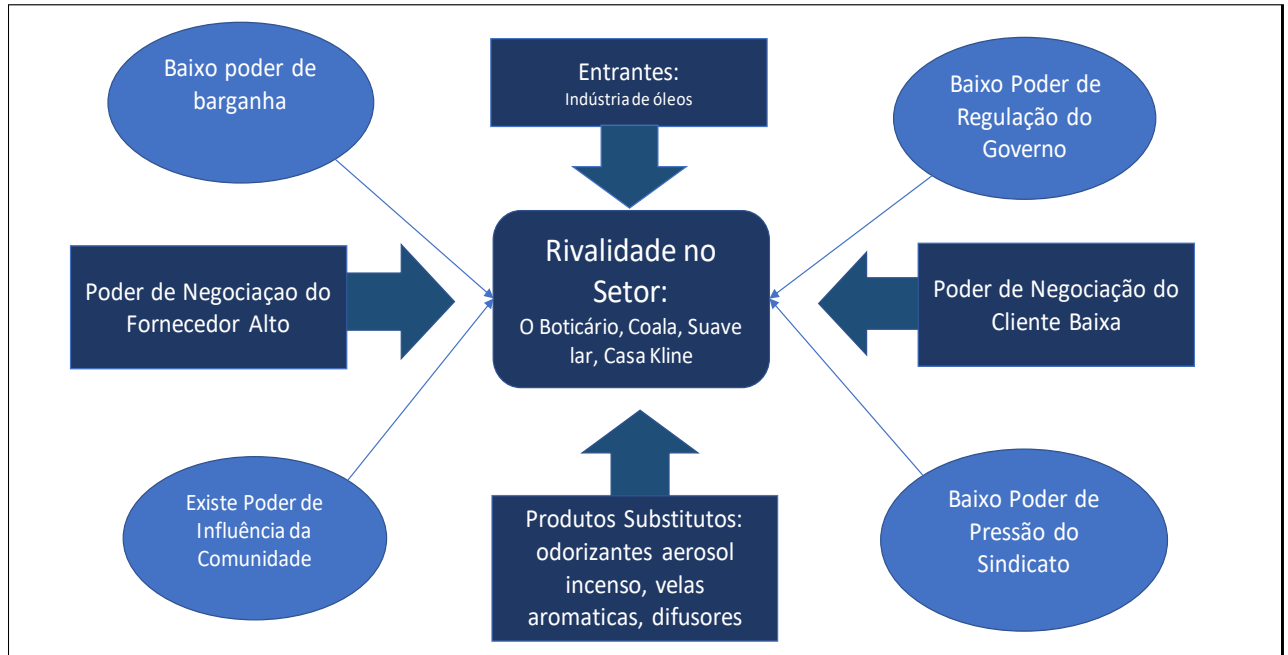 Baixo poder de
barganha
Entrantes:
Indústria de óleos
Baixo Poder de
Regulação do
Governo
Poder de Negociaçao do
Fornecedor Alto
Rivalidade no
Setor:
O Boticário, Coala, Suave
lar, Casa Kline
Poder de Negociação do
Cliente Baixa
Existe Poder de
Influência da
Comunidade
Produtos Substitutos:
odorizantes aerosol
incenso, velas
aromaticas, difusores
Baixo Poder de
Pressão do
Sindicato